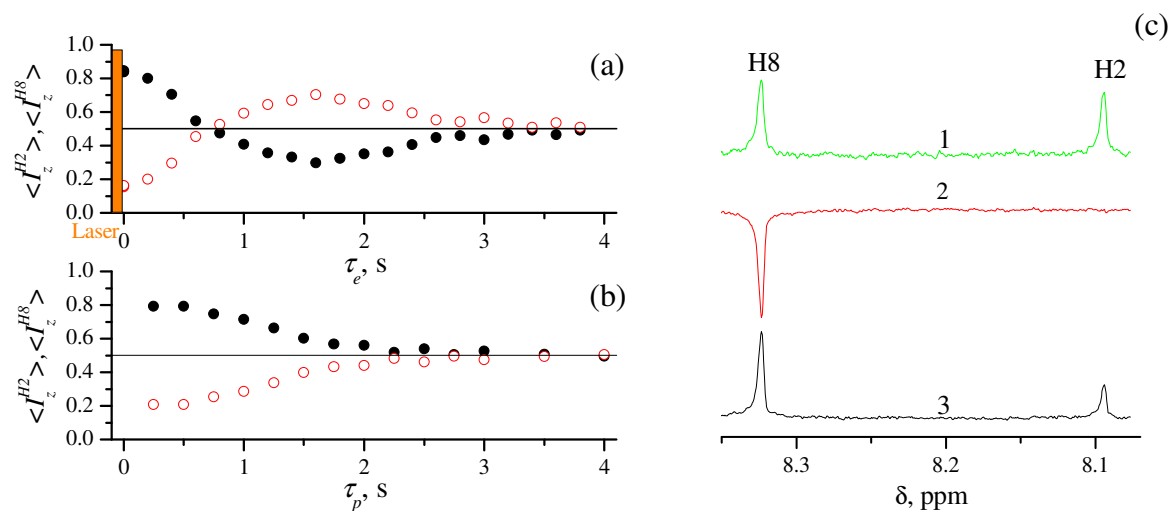 (a)
<I_z^{H2}>, <I_z^{H8}>
1.0
0.8
0.6
0.4
0.2
0.0
Laser
0 1 2 3 4
τ_e, s
(b)
<I_z^{H2}>, <I_z^{H8}>
1.0
0.8
0.6
0.4
0.2
0.0
0 1 2 3 4
τ_p, s
(c)
H8 H2
1
2
3
8.3 8.2 8.1
δ, ppm